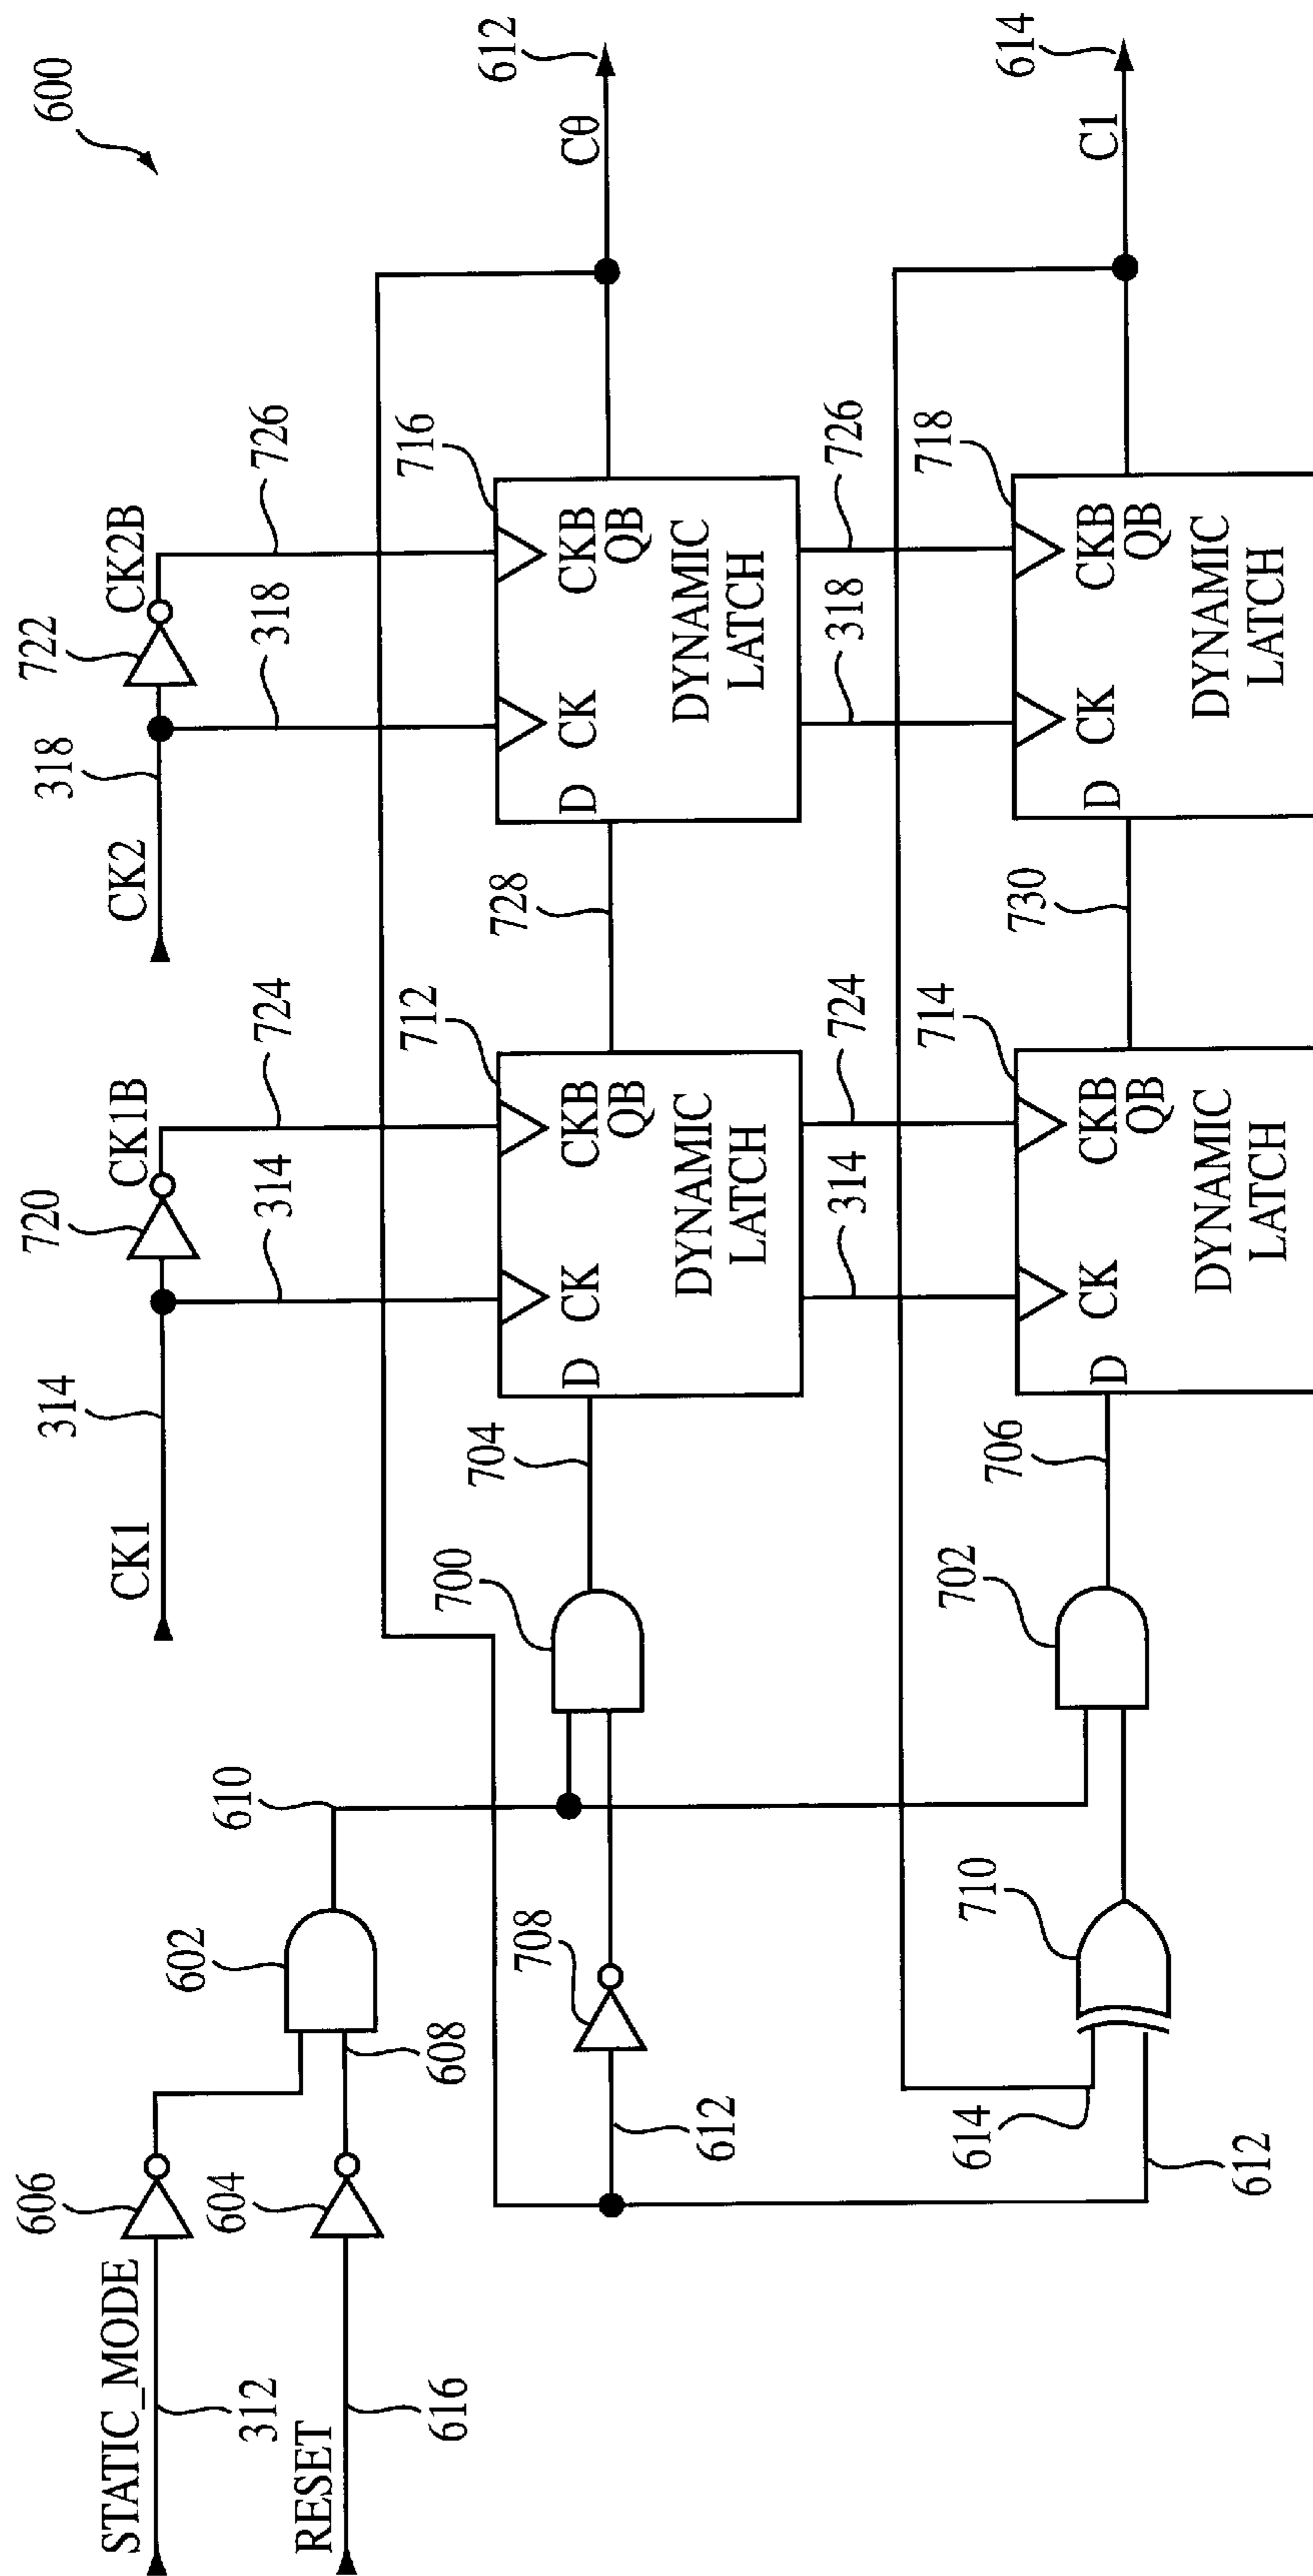 600
STATIC_MODE
312
606
RESET
616
604
608
602
610
CK1
314
720
CK1B
314
724
CK2
318
722
CK2B
318
726
612
708
700
704
D
CK
CKB
QB
DYNAMIC
LATCH
712
728
D
CK
CKB
QB
DYNAMIC
LATCH
716
Cθ
612
314
724
318
726
614
612
710
702
706
D
CK
CKB
QB
DYNAMIC
LATCH
714
730
D
CK
CKB
QB
DYNAMIC
LATCH
718
C1
614